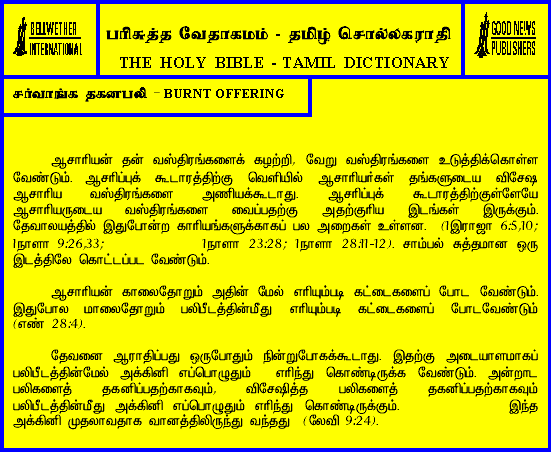 BELLWETHER
INTERNATIONAL
பரிசுத்த வேதாகமம் - தமிழ் சொல்லகராதி
THE HOLY BIBLE - TAMIL DICTIONARY
GOOD NEWS
PUBLISHERS
சர்வாங்க தகனபலி - BURNT OFFERING
ஆசாரியன் தன் வஸ்திரங்களைக் கழற்றி, வேறு வஸ்திரங்களை உடுத்திக்கொள்ள
வேண்டும். ஆசரிப்புக் கூடாரத்திற்கு வெளியில் ஆசாரியர்கள் தங்களுடைய விசேஷ
ஆசாரிய வஸ்திரங்களை அணியக்கூடாது. ஆசரிப்புக் கூடாரத்திற்குள்ளேயே
ஆசாரியருடைய வஸ்திரங்களை வைப்பதற்கு அதற்குரிய இடங்கள் இருக்கும்.
தேவாலயத்தில் இதுபோன்ற காரியங்களுக்காகப் பல அறைகள் உள்ளன. (1இராஜா 6:5,10;
1நாளா 9:26,33; 1நாளா 23:28; 1நாளா 28:11-12). சாம்பல் சுத்தமான ஒரு
இடத்திலே கொட்டப்பட வேண்டும்.
ஆசாரியன் காலைதோறும் அதின் மேல் எரியும்படி கட்டைகளைப் போட வேண்டும்.
இதுபோல மாலைதோறும் பலிபீடத்தின்மீது எரியும்படி கட்டைகளைப் போடவேண்டும்
(எண் 28:4).
தேவனை ஆராதிப்பது ஒருபோதும் நின்றுபோகக்கூடாது. இதற்கு அடையாளமாகப்
பலிபீடத்தின்மேல் அக்கினி எப்பொழுதும் எரிந்து கொண்டிருக்க வேண்டும். அன்றாட
பலிகளைத் தகனிப்பதற்காகவும், விசேஷித்த பலிகளைத் தகனிப்பதற்காகவும்
பலிபீடத்தின்மீது அக்கினி எப்பொழுதும் எரிந்து கொண்டிருக்கும். இந்த
அக்கினி முதலாவதாக வானத்திலிருந்து வந்தது (லேவி 9:24).